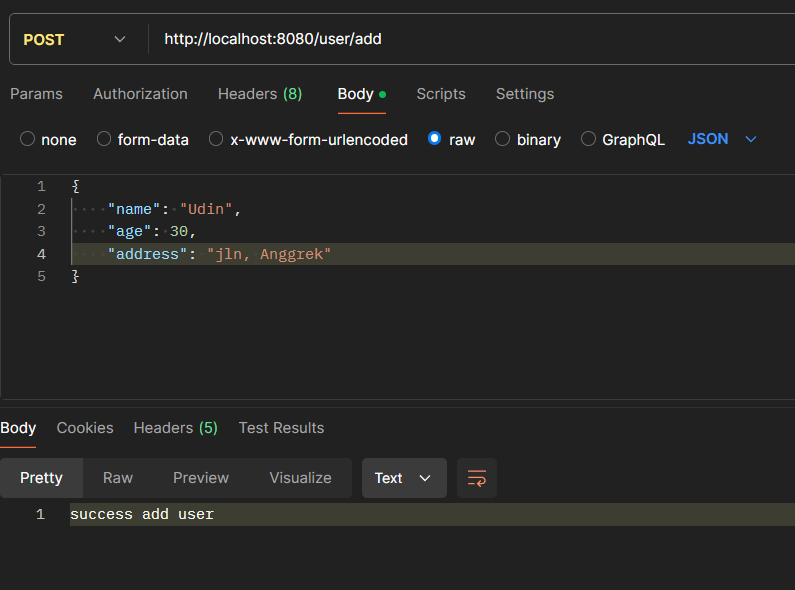 POST http://localhost:8080/user/add
Params Authorization Headers (8) Body Scripts Settings
none form-data x-www-form-urlencoded raw binary GraphQL JSON
1 {
2 "name": "Udin",
3 "age": 30,
4 "address": "jln, Anggrek"
5 }
Body Cookies Headers (5) Test Results
Pretty Raw Preview Visualize Text
1 success add user